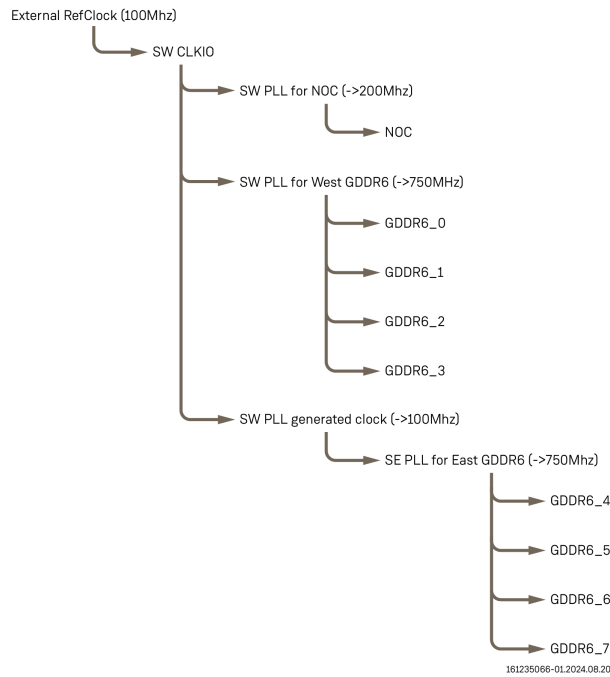 External RefClock (100Mhz)
SW CLKIO
SW PLL for NOC (->200Mhz)
NOC
SW PLL for West GDDR6 (->750MHz)
GDDR6_0
GDDR6_1
GDDR6_2
GDDR6_3
SW PLL generated clock (->100Mhz)
SE PLL for East GDDR6 (->750Mhz)
GDDR6_4
GDDR6_5
GDDR6_6
GDDR6_7
161235066-01.2024.08.20